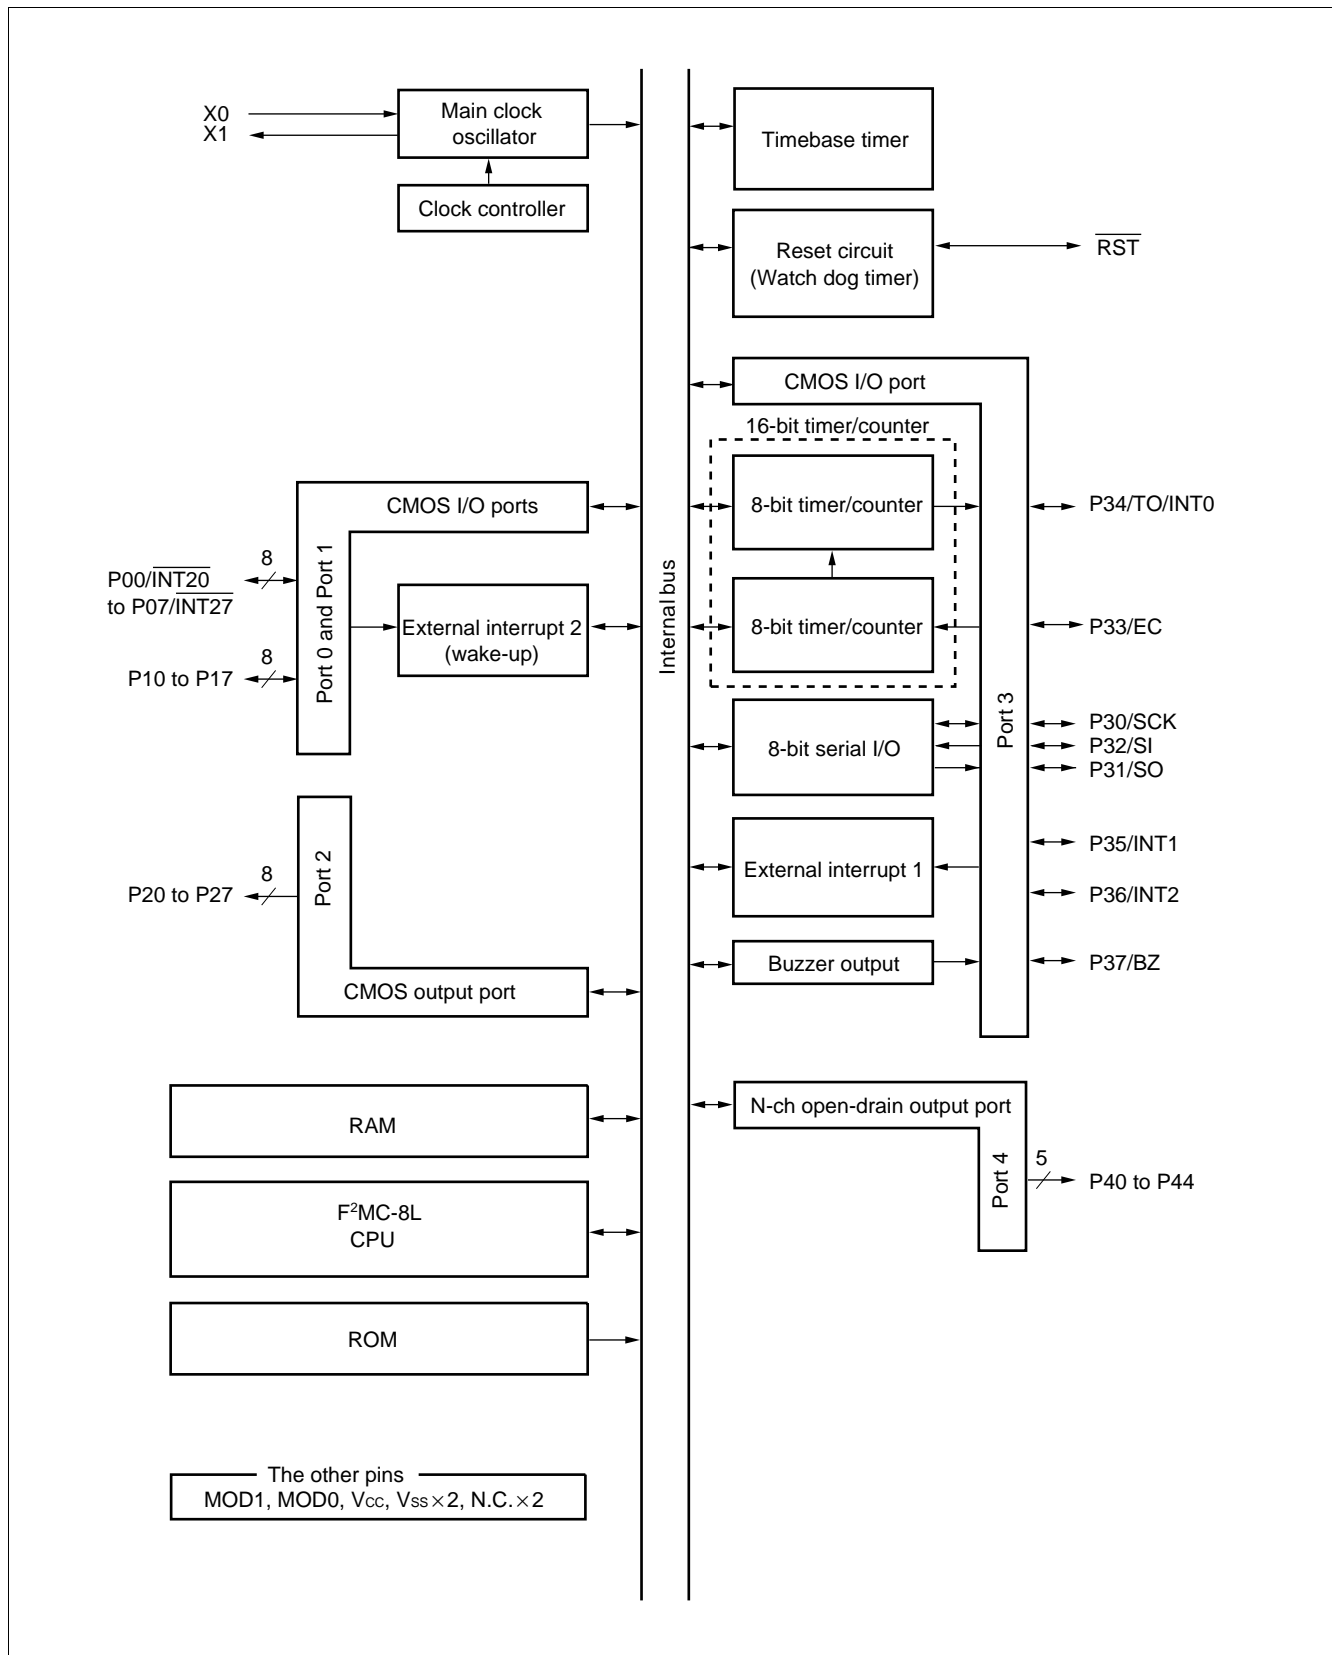 X0
X1
Main clock
oscillator
Clock controller
Timebase timer
Reset circuit
(Watch dog timer)
RST
CMOS I/O port
16-bit timer/counter
8-bit timer/counter
8-bit timer/counter
P34/TO/INT0
P33/EC
CMOS I/O ports
Port 0 and Port 1
8
P00/INT20
to P07/INT27
External interrupt 2
(wake-up)
8
P10 to P17
Internal bus
8-bit serial I/O
Port 3
P30/SCK
P32/SI
P31/SO
External interrupt 1
P35/INT1
P36/INT2
Buzzer output
P37/BZ
Port 2
8
P20 to P27
CMOS output port
RAM
F²MC-8L
CPU
ROM
N-ch open-drain output port
Port 4
5
P40 to P44
The other pins
MOD1, MOD0, VCC, VSS×2, N.C.×2